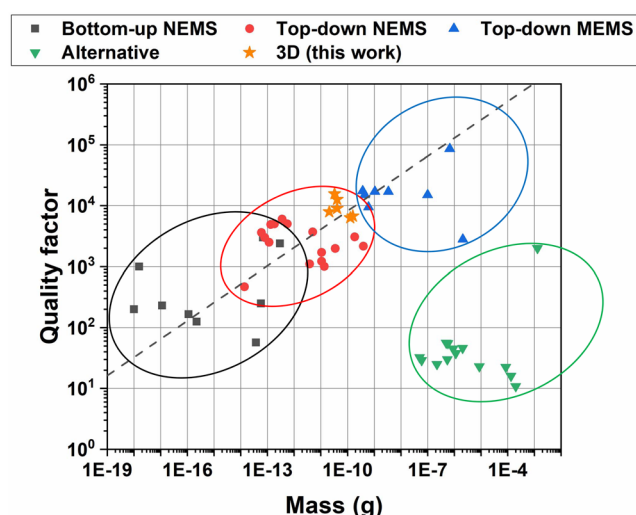 Bottom-up NEMS Top-down NEMS Top-down MEMS
Alternative 3D (this work)
10^6
10^5
10^4
10^3
10^2
10^1
10^0
Quality factor
1E-19 1E-16 1E-13 1E-10 1E-7 1E-4
Mass (g)